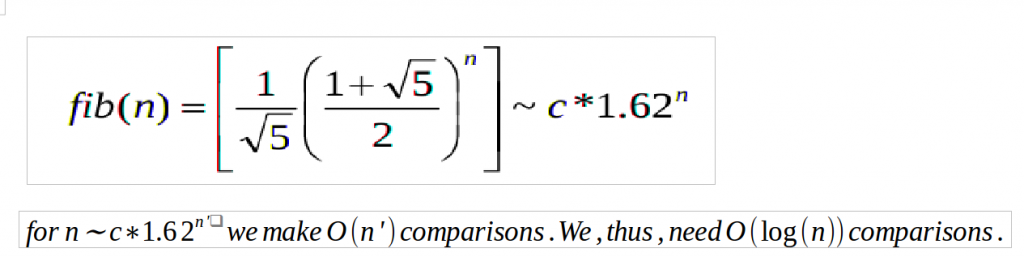 fib(n) = [ 1/√5 ( (1+√5)/2 )^n ] ~ c*1.62^n
for n ~c*1.62^n'□ we make O(n') comparisons. We, thus, need O(log(n)) comparisons.